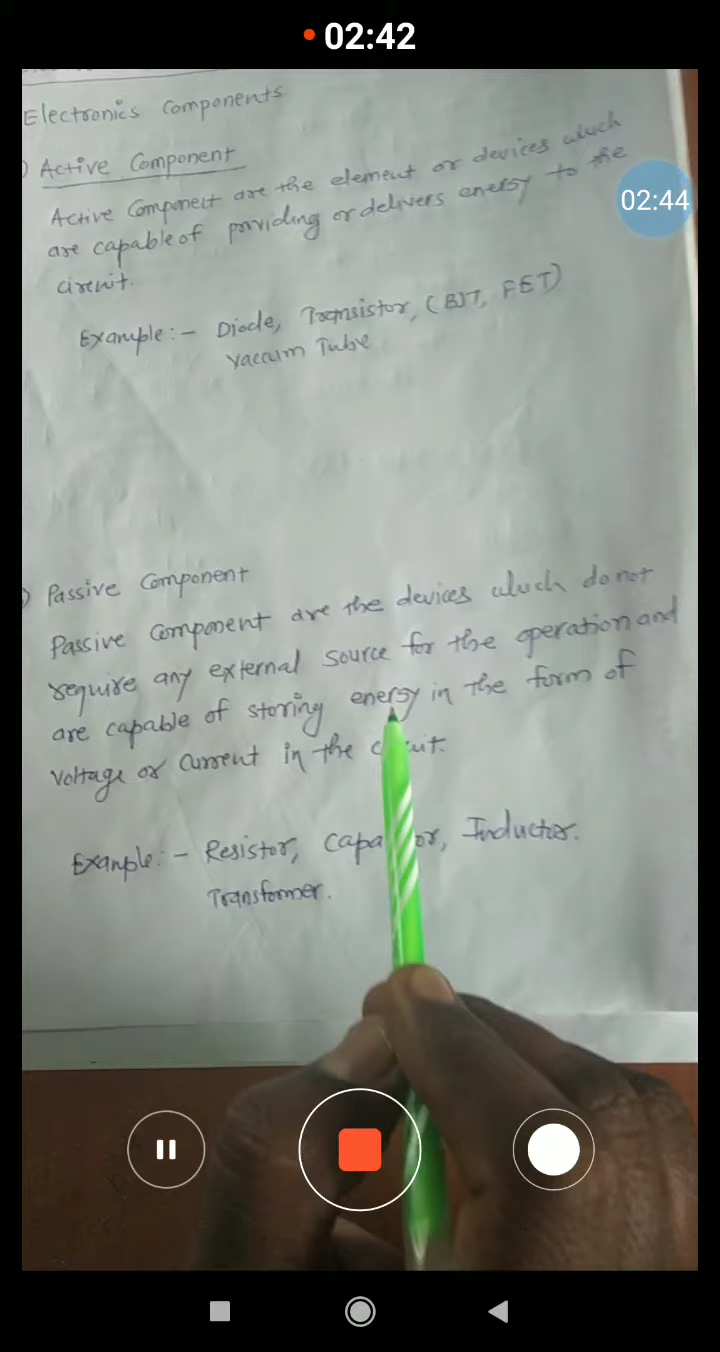 02:42
Electronics Components
Active Component
Active Component are the element or devices which
are capable of providing or delivers energy to the
circuit.
02:44
Example:- Diode, Transistor, (BJT, FET)
Vaccum Tube
Passive Component
Passive Component are the devices which do not
require any external source for the operation and
are capable of storing energy in the form of
voltage or current in the circuit.
Example:- Resistor, Capacitor, Inductor.
Transformer.